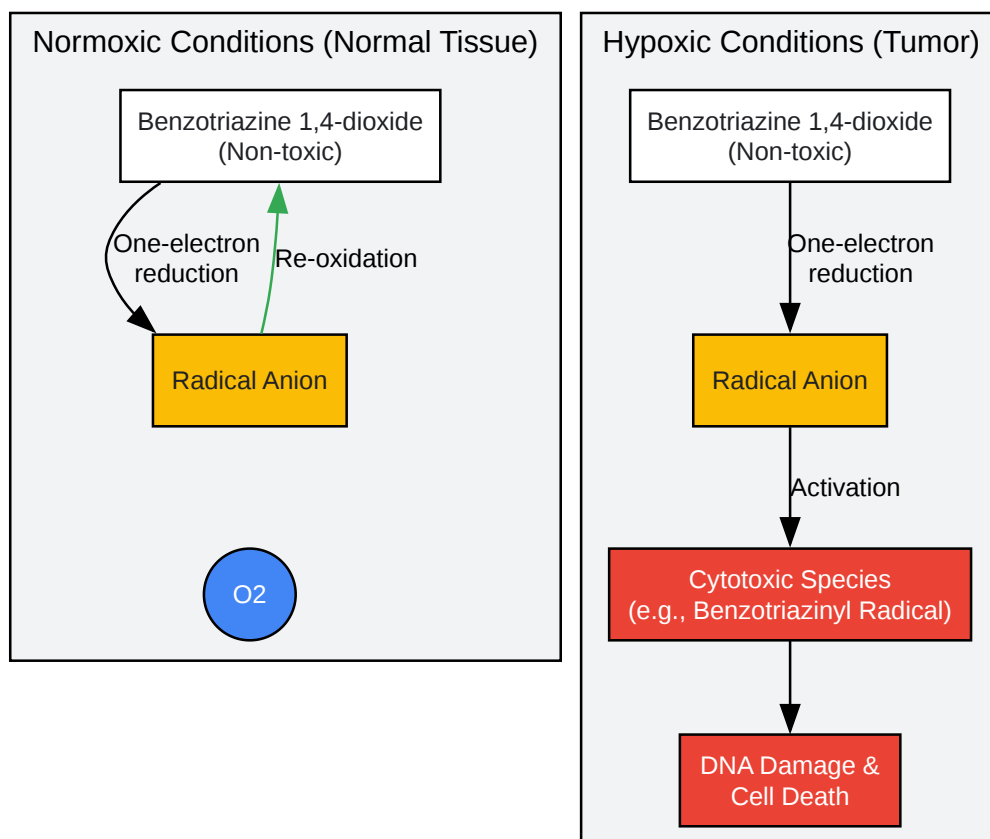 Normoxic Conditions (Normal Tissue)
Benzotriazine 1,4-dioxide
(Non-toxic)
One-electron
reduction
Re-oxidation
Radical Anion
O2
Hypoxic Conditions (Tumor)
Benzotriazine 1,4-dioxide
(Non-toxic)
One-electron
reduction
Radical Anion
Activation
Cytotoxic Species
(e.g., Benzotriazinyl Radical)
DNA Damage &
Cell Death